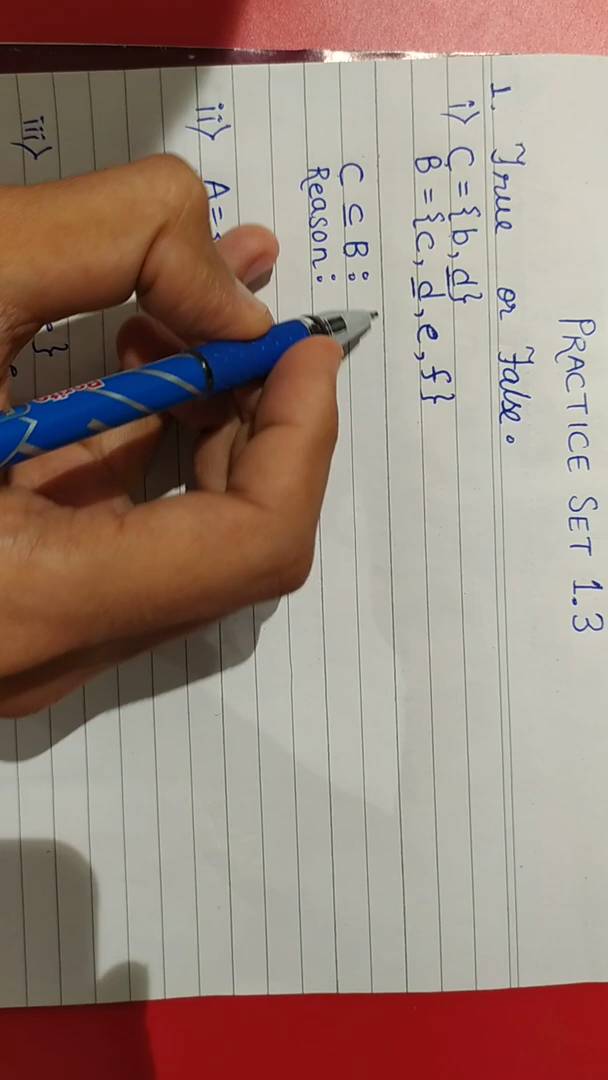 PRACTICE SET 1.3
1. True or False.
i) C = {b, d}
B = {c, d, e, f}
C ⊆ B :
Reason :
ii) A =
iii)